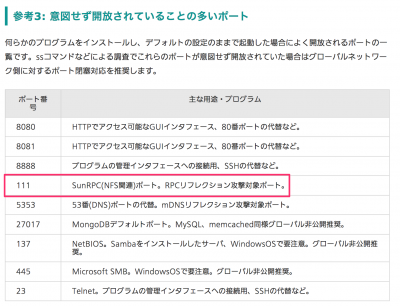 参考3: 意図せず開放されていることの多いポート
何らかのプログラムをインストールし、デフォルトの設定のままで起動した場合によく開放されるポートの一
覧です。ssコマンドなどによる調査でこれらのポートが意図せず開放されていた場合はグローバルネットワー
ク側に対するポート閉塞対応を推奨します。
ポート番 主な用途・プログラム
号
8080 HTTPでアクセス可能なGUIインタフェース、80番ポートの代替など。
8081 HTTPでアクセス可能なGUIインタフェース、80番ポートの代替など。
8888 プログラムの管理インタフェースへの接続用、SSHの代替など。
111 SunRPC(NFS関連)ポート。RPCリフレクション攻撃対象ポート。
5353 53番(DNS)ポートの代替。mDNSリフレクション攻撃対象ポート。
27017 MongoDBデフォルトポート。MySQL、memcached同様グローバル非公開推奨。
137 NetBIOS。Sambaをインストールしたサーバ、WindowsOSで要注意。グローバル非公開推
奨。
445 Microsoft SMB。WindowsOSで要注意。グローバル非公開推奨。
23 Telnet。プログラムの管理インタフェースへの接続用、SSHの代替など。